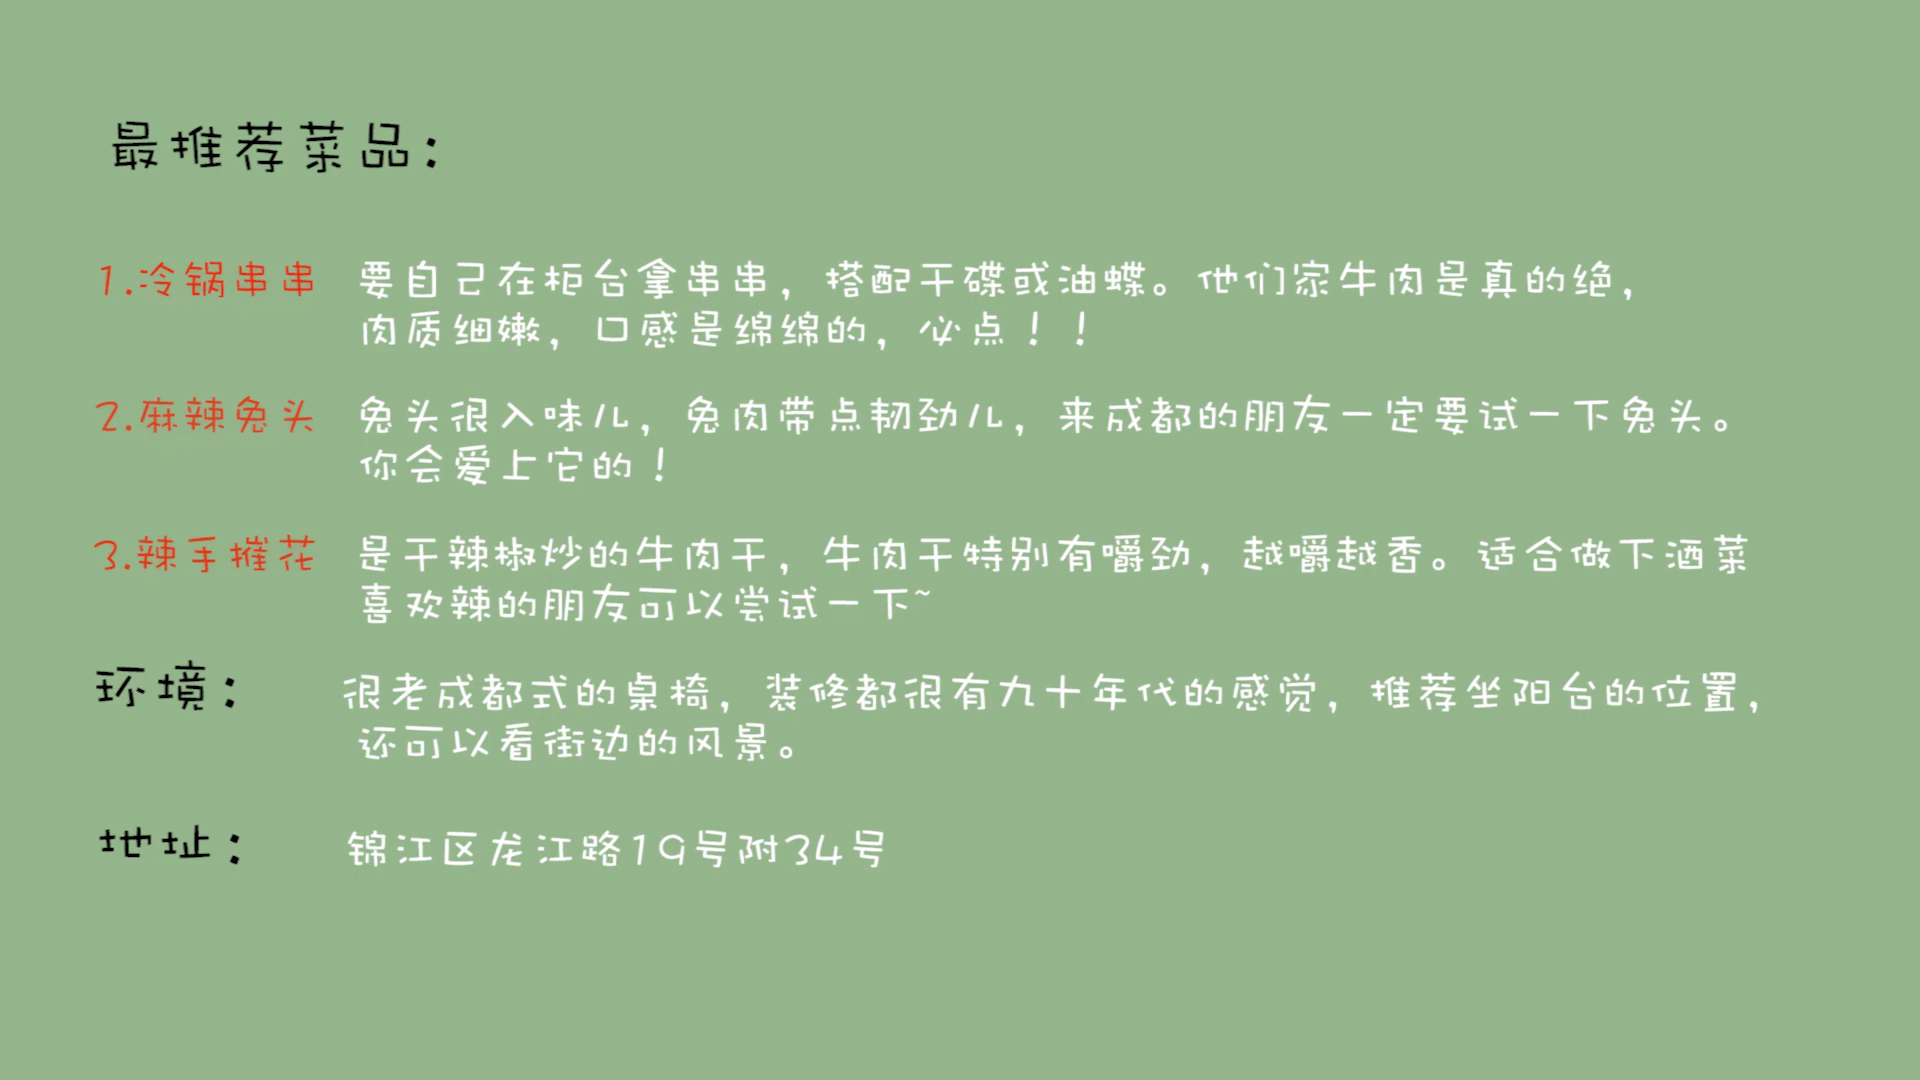 最推荐菜品：
1.冷锅串串 要自己在柜台拿串串，搭配干碟或油蝶。他们家牛肉是真的绝，
肉质细嫩，口感是绵绵的，必点！！
2.麻辣兔头 兔头很入味儿，兔肉带点韧劲儿，来成都的朋友一定要试一下兔头。
你会爱上它的！
3.辣手摧花 是干辣椒炒的牛肉干，牛肉干特别有嚼劲，越嚼越香。适合做下酒菜
喜欢辣的朋友可以尝试一下~
环境： 很老成都式的桌椅，装修都很有九十年代的感觉，推荐坐阳台的位置，
还可以看街边的风景。
地址： 锦江区龙江路19号附34号